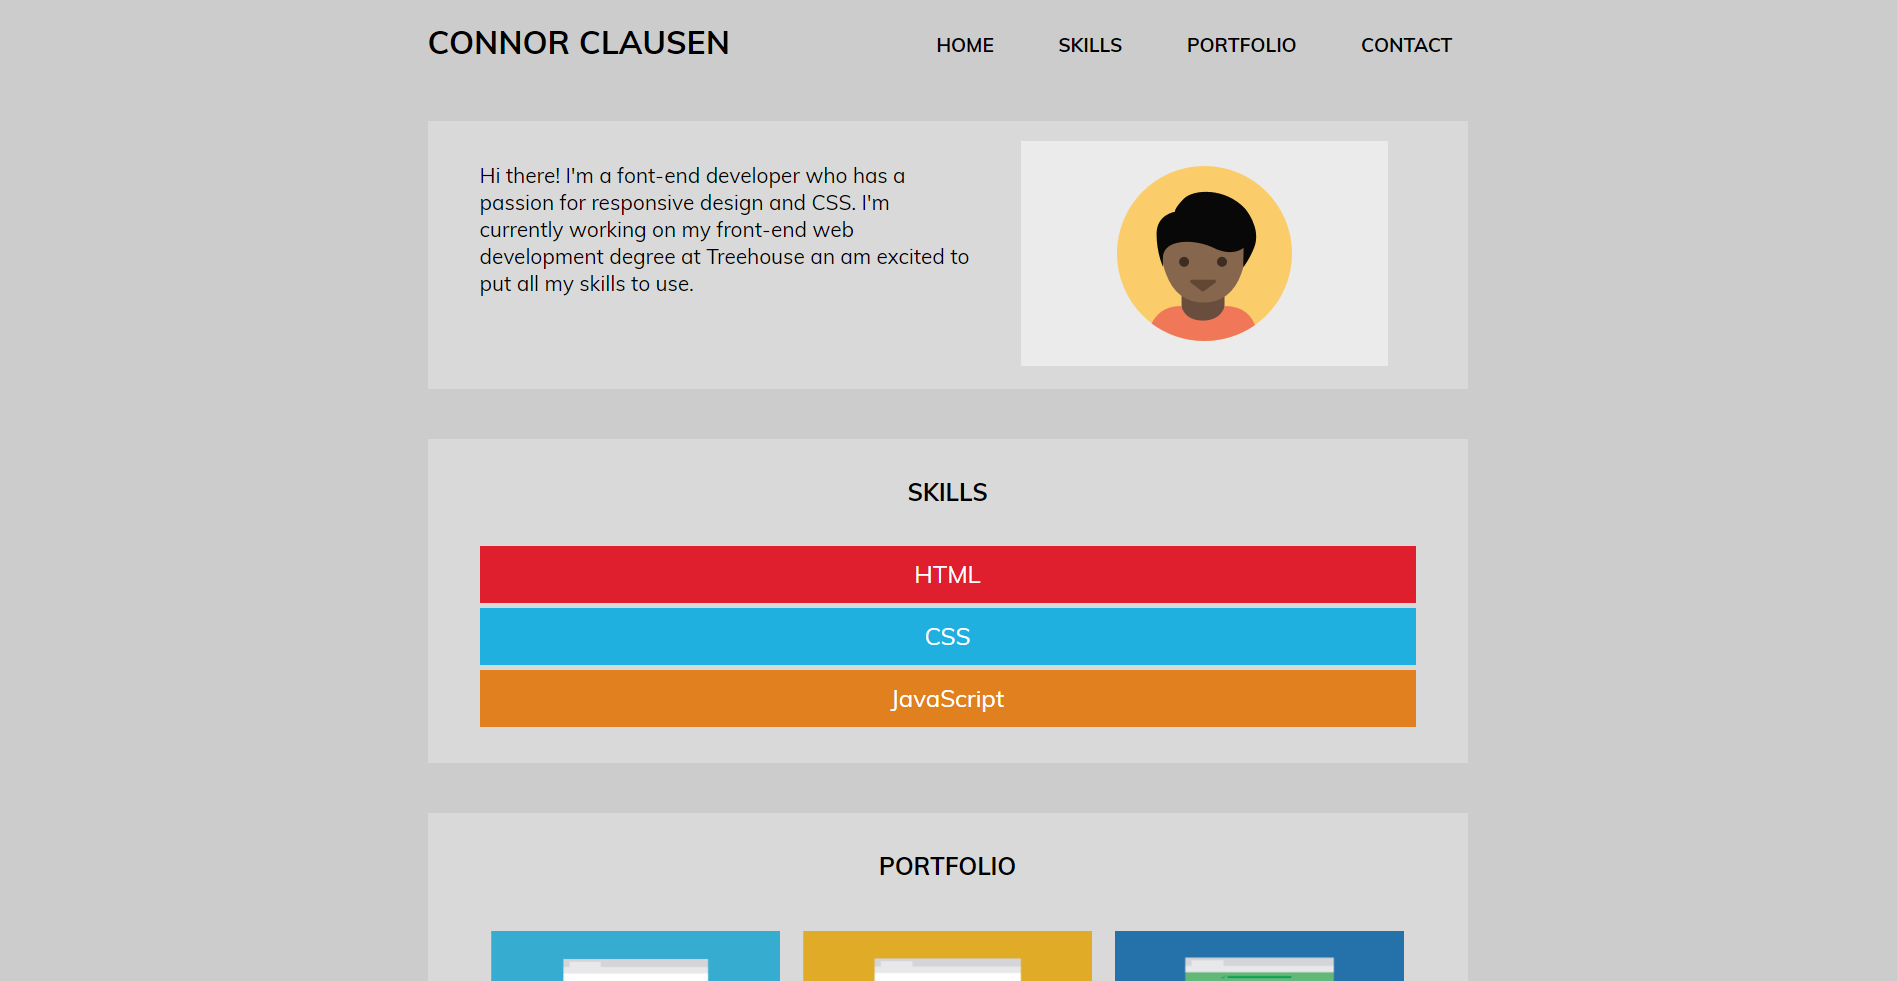 CONNOR CLAUSEN
HOME SKILLS PORTFOLIO CONTACT
Hi there! I'm a font-end developer who has a
passion for responsive design and CSS. I'm
currently working on my front-end web
development degree at Treehouse an am excited to
put all my skills to use.
SKILLS
HTML
CSS
JavaScript
PORTFOLIO